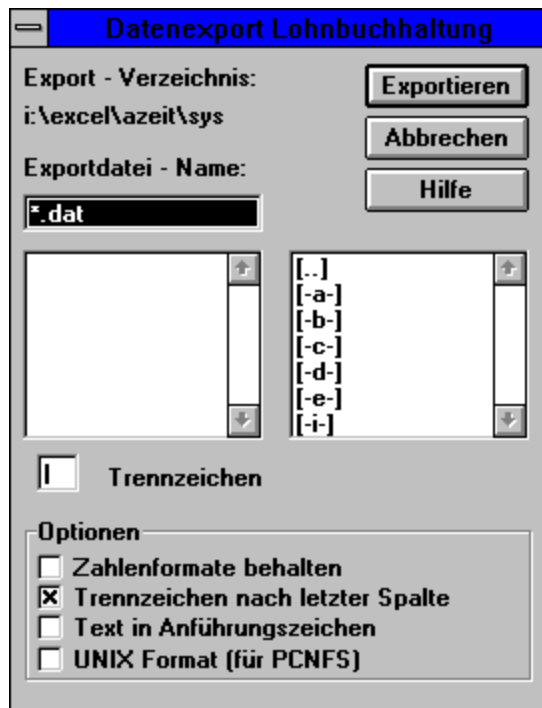 Datenexport Lohnbuchhaltung
Export - Verzeichnis:
i:\excel\azeit\sys
Exportdatei - Name:
*.dat
Exportieren
Abbrechen
Hilfe
[..]
[-a-]
[-b-]
[-c-]
[-d-]
[-e-]
[-i-]
| Trennzeichen
Optionen
Zahlenformate behalten
Trennzeichen nach letzter Spalte
Text in Anführungszeichen
UNIX Format (für PCNFS)